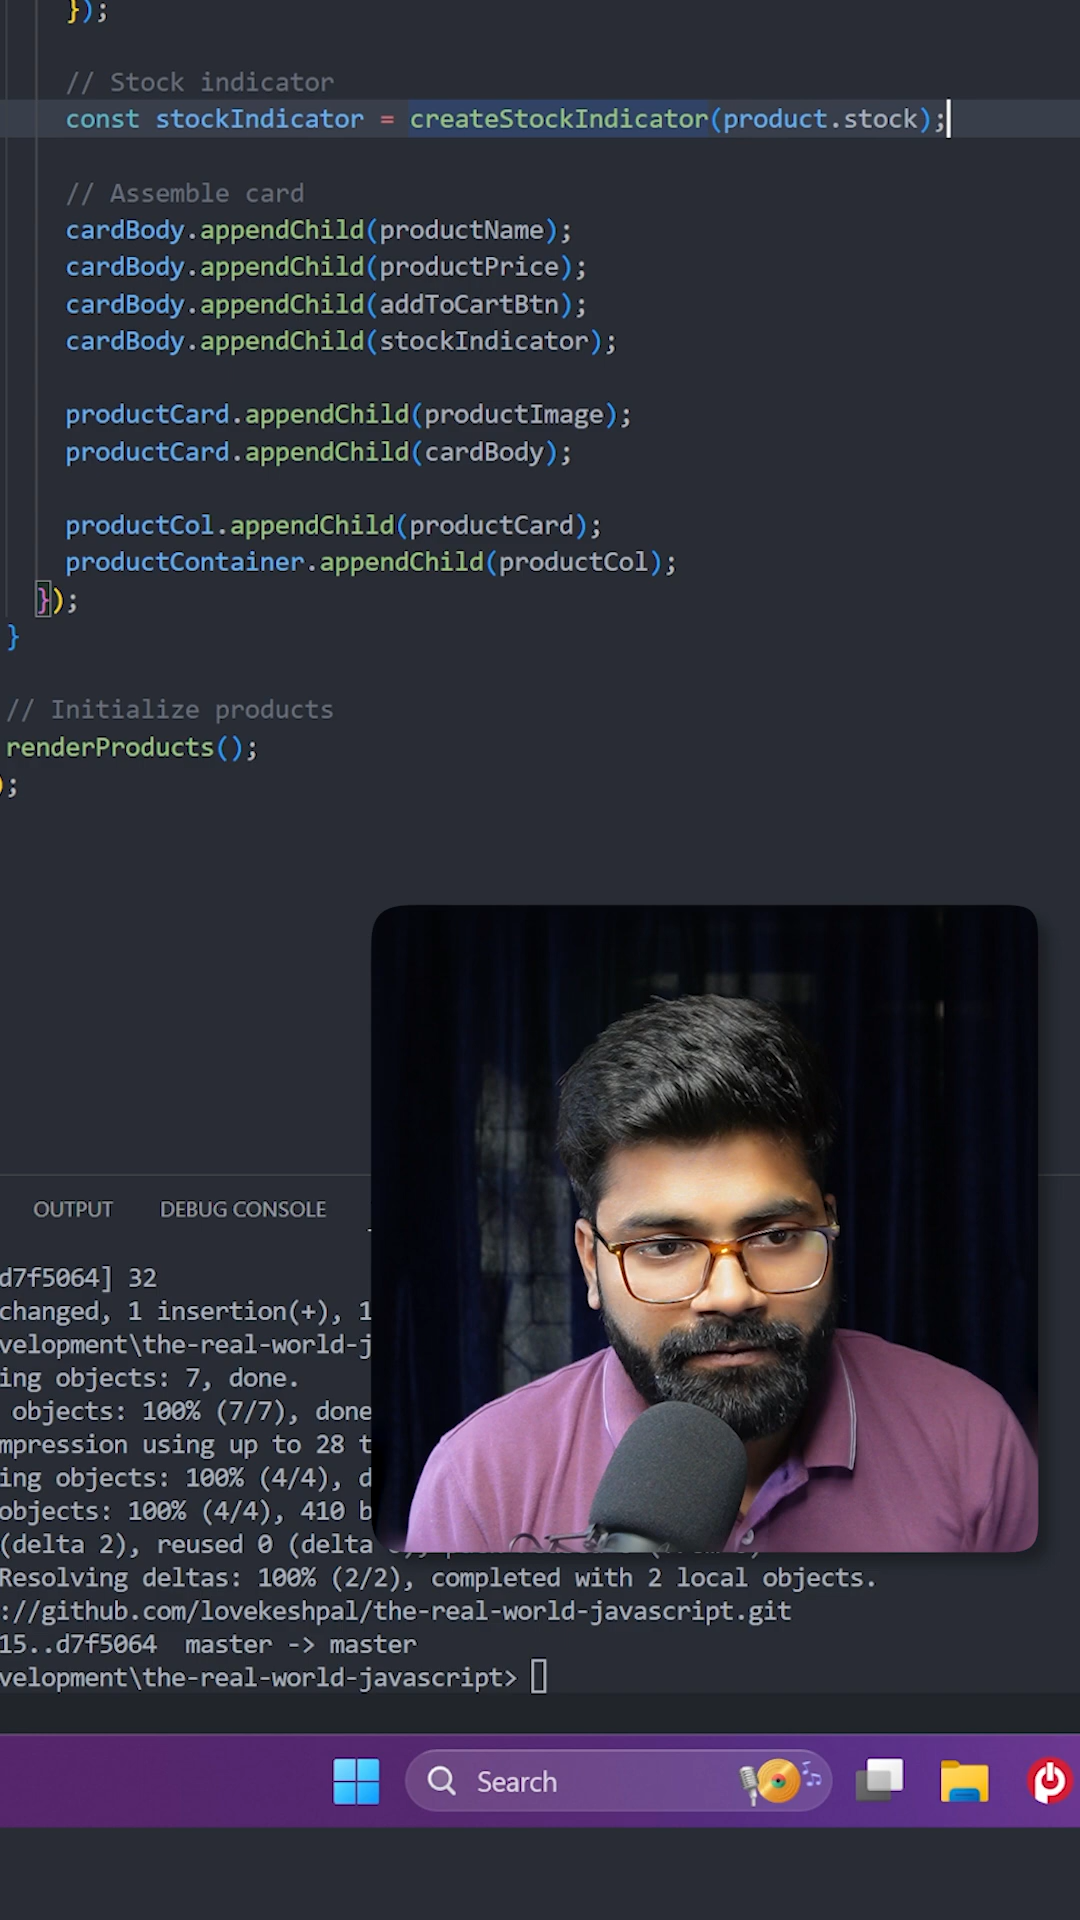 });
// Stock indicator
const stockIndicator = createStockIndicator(product.stock);
// Assemble card
cardBody.appendChild(productName);
cardBody.appendChild(productPrice);
cardBody.appendChild(addToCartBtn);
cardBody.appendChild(stockIndicator);
productCard.appendChild(productImage);
productCard.appendChild(cardBody);
productCol.appendChild(productCard);
productContainer.appendChild(productCol);
});
}
// Initialize products
renderProducts();
);
OUTPUT DEBUG CONSOLE
d7f5064] 32
changed, 1 insertion(+), 1
velopment\the-real-world-j
ing objects: 7, done.
objects: 100% (7/7), done
mpression using up to 28 t
ing objects: 100% (4/4), d
objects: 100% (4/4), 410 b
(delta 2), reused 0 (delta
Resolving deltas: 100% (2/2), completed with 2 local objects.
://github.com/lovekeshpal/the-real-world-javascript.git
15..d7f5064 master -> master
velopment\the-real-world-javascript>
Search